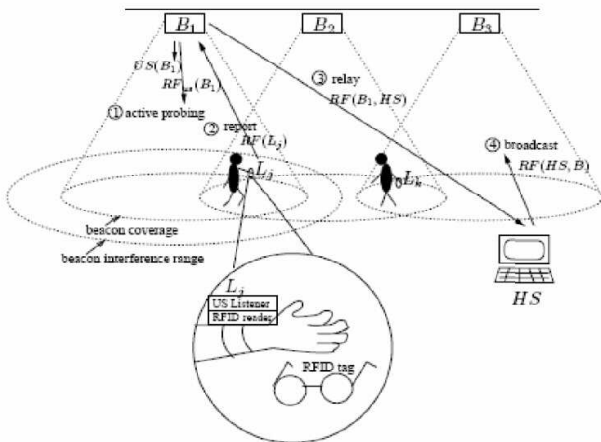 B1
B2
B3
US(B1)
RFus(B1)
① active probing
② report
RF(Lj)
③ relay
RF(B1, HS)
④ broadcast
RF(HS, B)
Lj
Lk
beacon coverage
beacon interference range
HS
Lj
US Listener
RFID reader
RFID tag